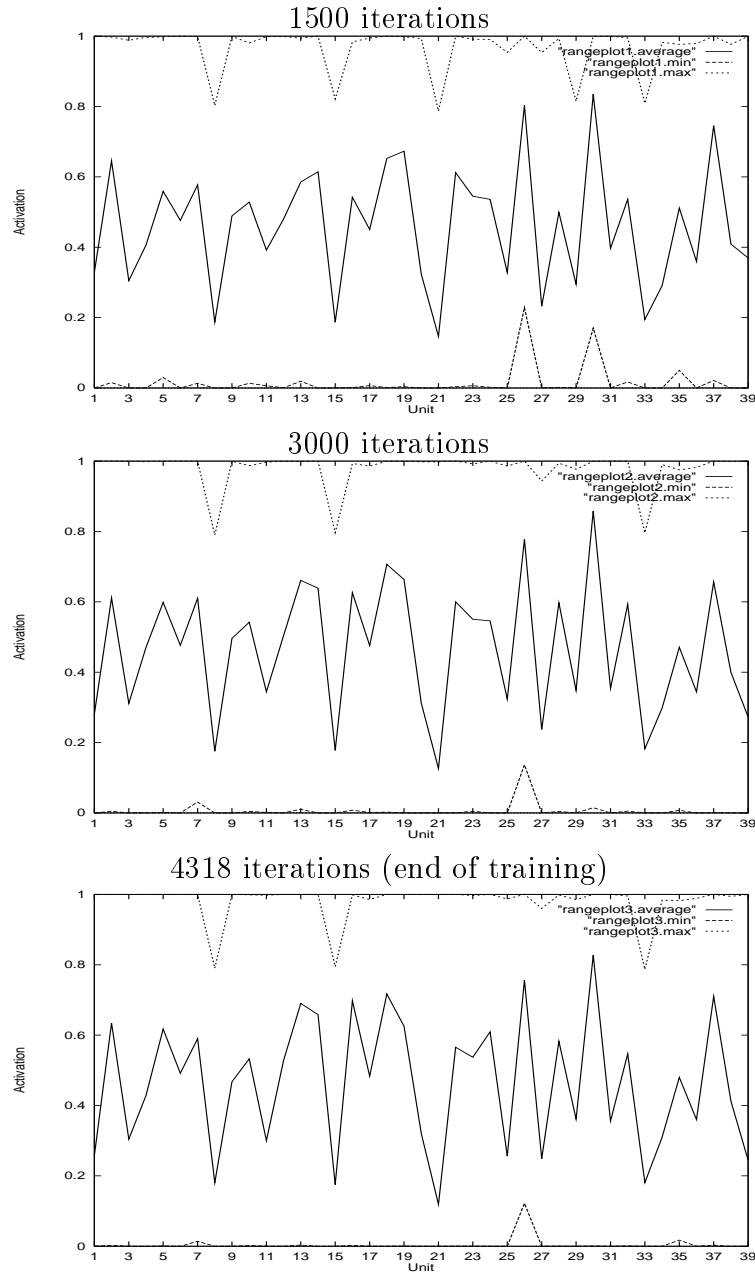 1500 iterations
1
0.8
0.6
0.4
0.2
0
Activation
"rangeplot1.average"
"rangeplot1.min"
"rangeplot1.max"
1 3 5 7 9 11 13 15 17 19 21 23 25 27 29 31 33 35 37 39
Unit
3000 iterations
1
0.8
0.6
0.4
0.2
0
Activation
"rangeplot2.average"
"rangeplot2.min"
"rangeplot2.max"
1 3 5 7 9 11 13 15 17 19 21 23 25 27 29 31 33 35 37 39
Unit
4318 iterations (end of training)
1
0.8
0.6
0.4
0.2
0
Activation
"rangeplot3.average"
"rangeplot3.min"
"rangeplot3.max"
1 3 5 7 9 11 13 15 17 19 21 23 25 27 29 31 33 35 37 39
Unit